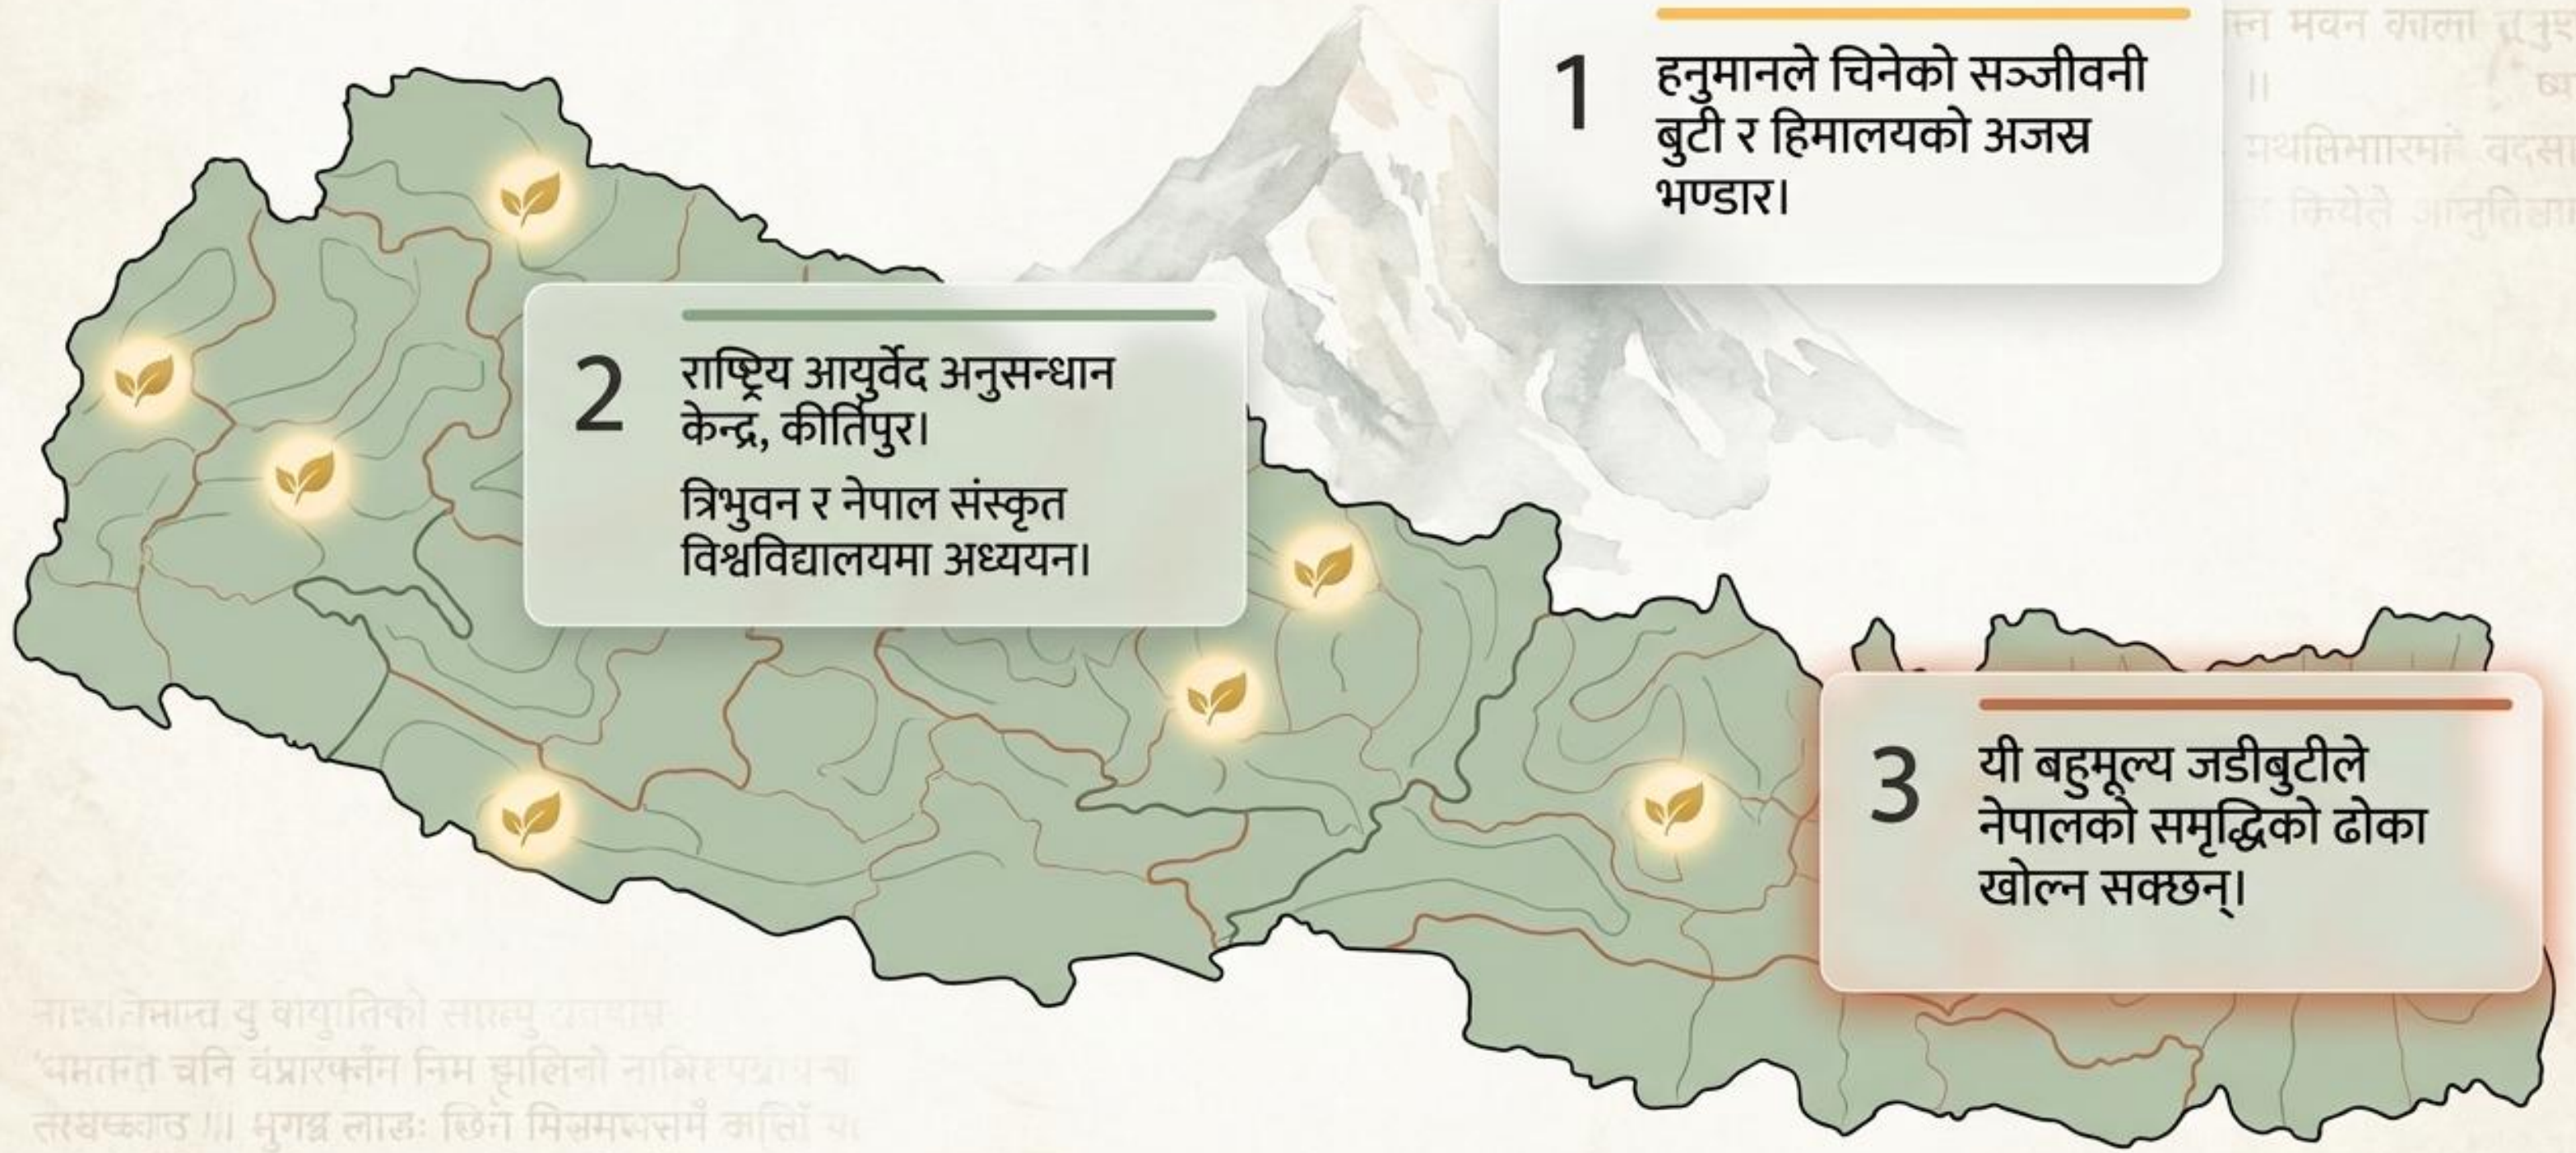 1
हनुमानले चिनेको सञ्जीवनी
बुटी र हिमालयको अजस्र
भण्डार।
2
राष्ट्रिय आयुर्वेद अनुसन्धान
केन्द्र, कीर्तिपुर।
त्रिभुवन र नेपाल संस्कृत
विश्वविद्यालयमा अध्ययन।
3
यी बहुमूल्य जडीबुटीले
नेपालको समृद्धिको ढोका
खोल्न सक्छन्।